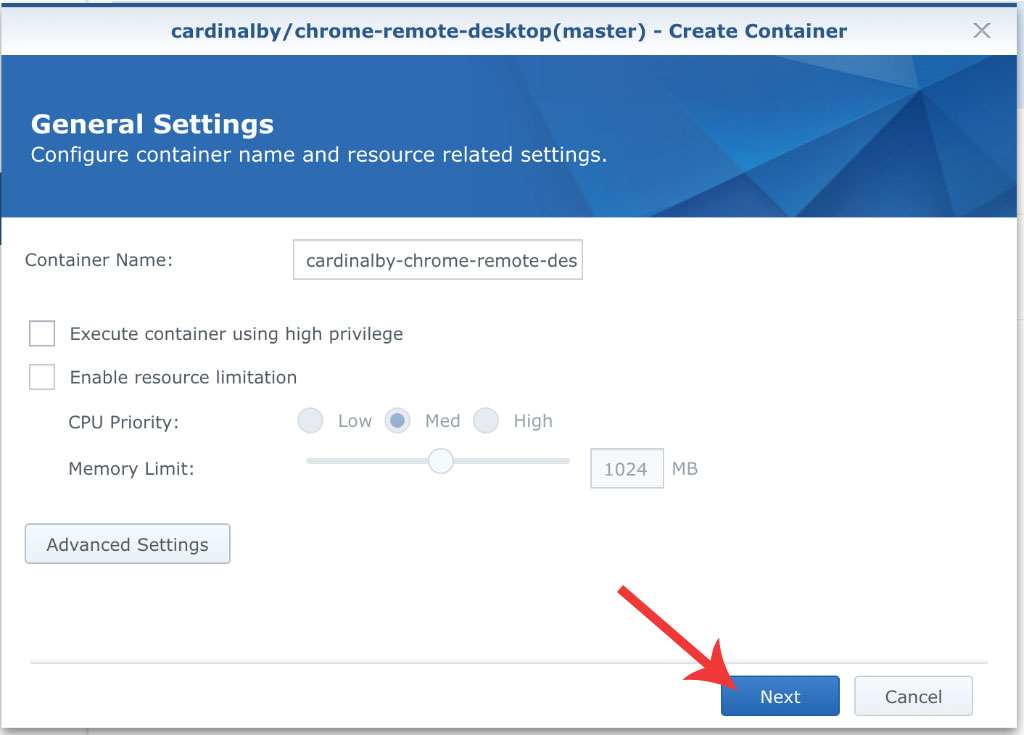 cardinalby/chrome-remote-desktop(master) - Create Container
General Settings
Configure container name and resource related settings.
Container Name: cardinalby-chrome-remote-des
Execute container using high privilege
Enable resource limitation
CPU Priority: Low Med High
Memory Limit: 1024 MB
Advanced Settings
Next Cancel